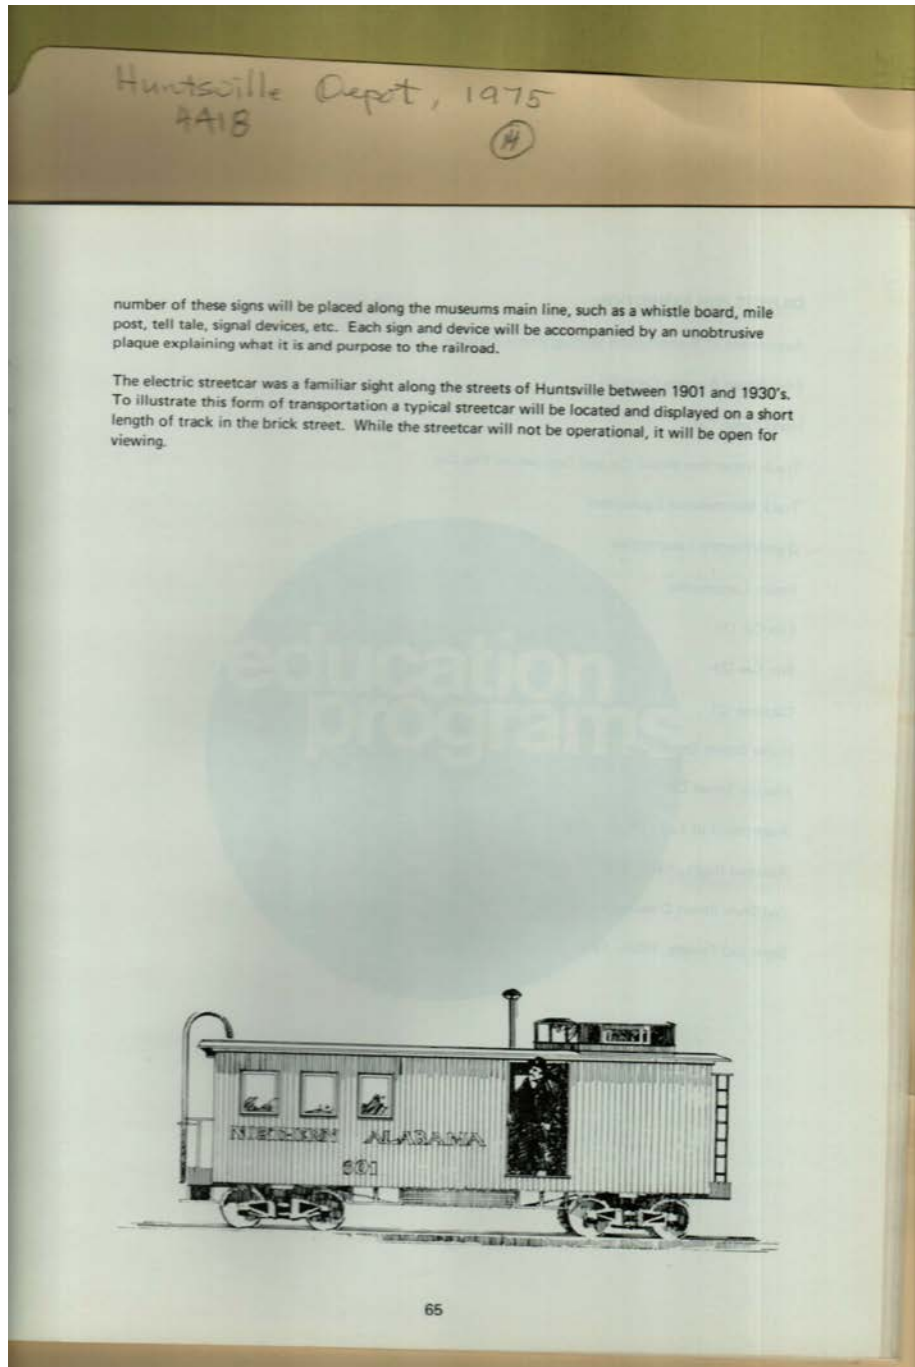 Huntsville Depot, 1975
4418
number of these signs will be placed along the museums main line, such as a whistle board, mile
post, tell tale, signal devices, etc. Each sign and device will be accompanied by an unobtrusive
plaque explaining what it is and purpose to the railroad.
The electric streetcar was a familiar sight along the streets of Huntsville between 1901 and 1930's.
To illustrate this form of transportation a typical streetcar will be located and displayed on a short
length of track in the brick street. While the streetcar will not be operational, it will be open for
viewing.
education
programs
NORTHERN ALABAMA
601
65